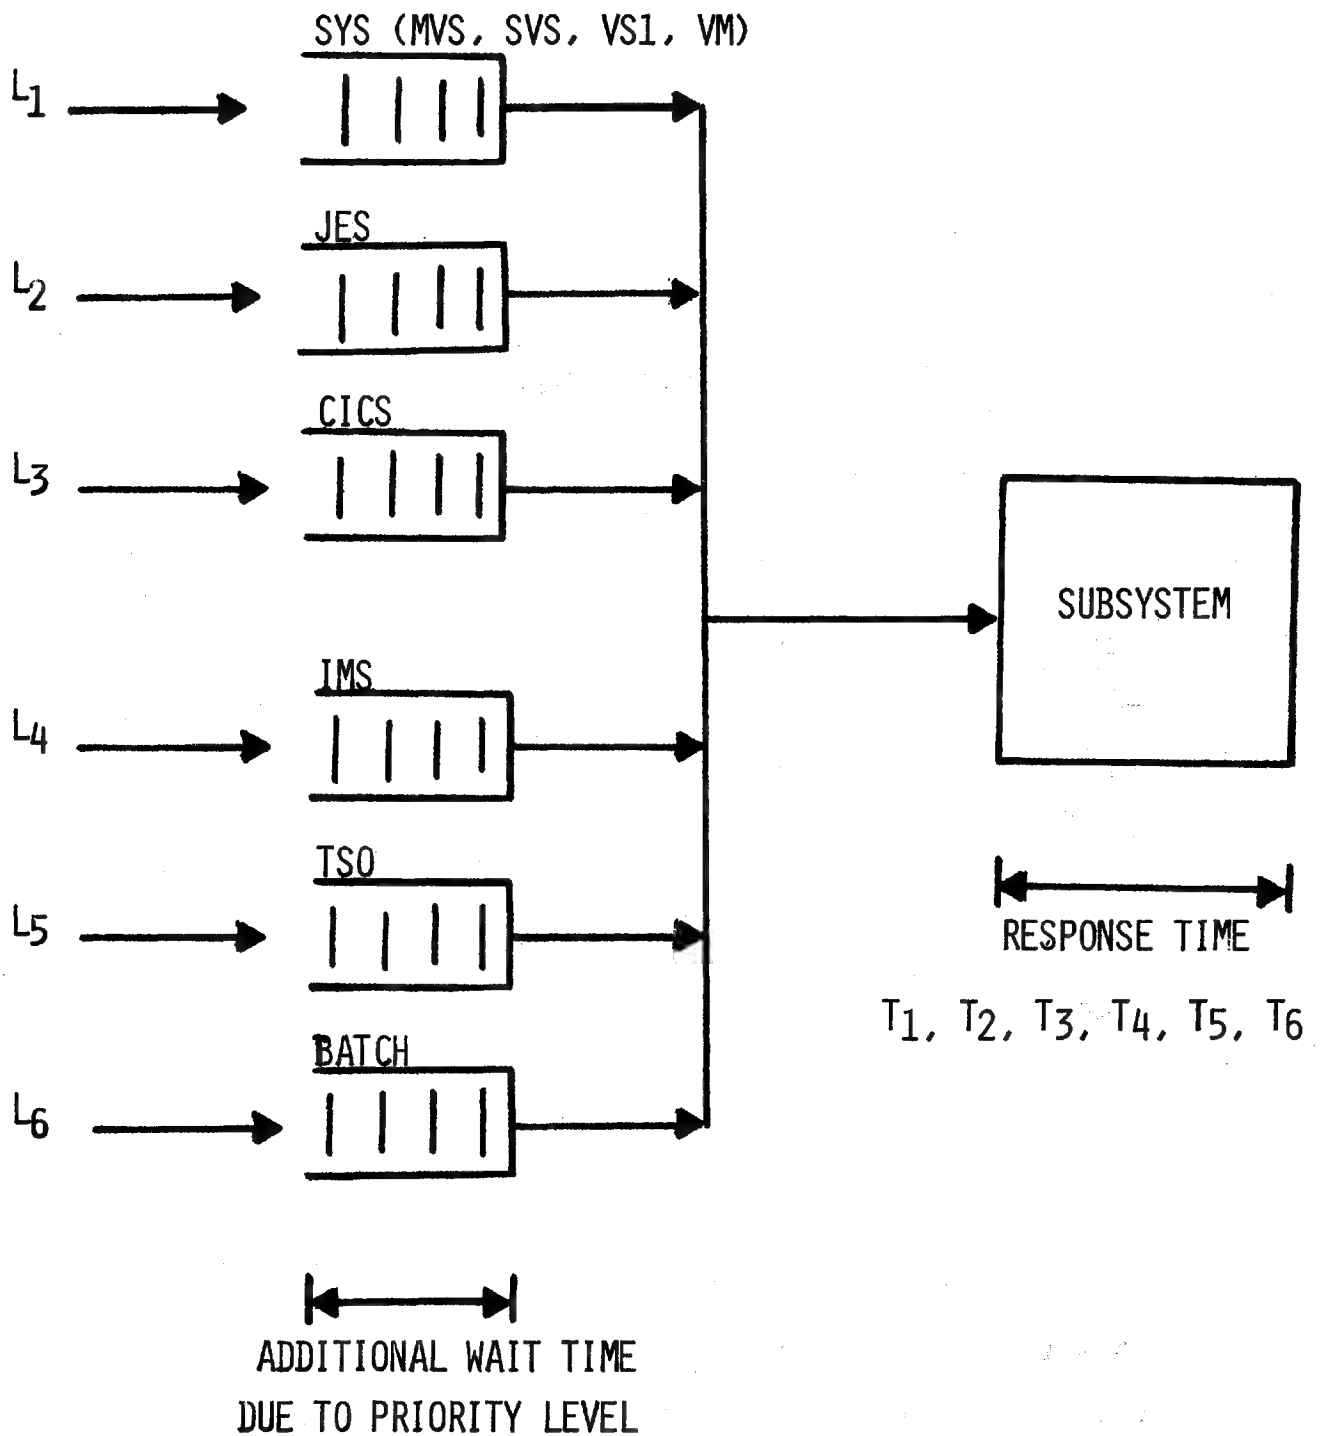 SYS (MVS, SVS, VS1, VM)
L1
JES
L2
CICS
L3
SUBSYSTEM
IMS
L4
TSO
L5
RESPONSE TIME
T1, T2, T3, T4, T5, T6
BATCH
L6
ADDITIONAL WAIT TIME
DUE TO PRIORITY LEVEL